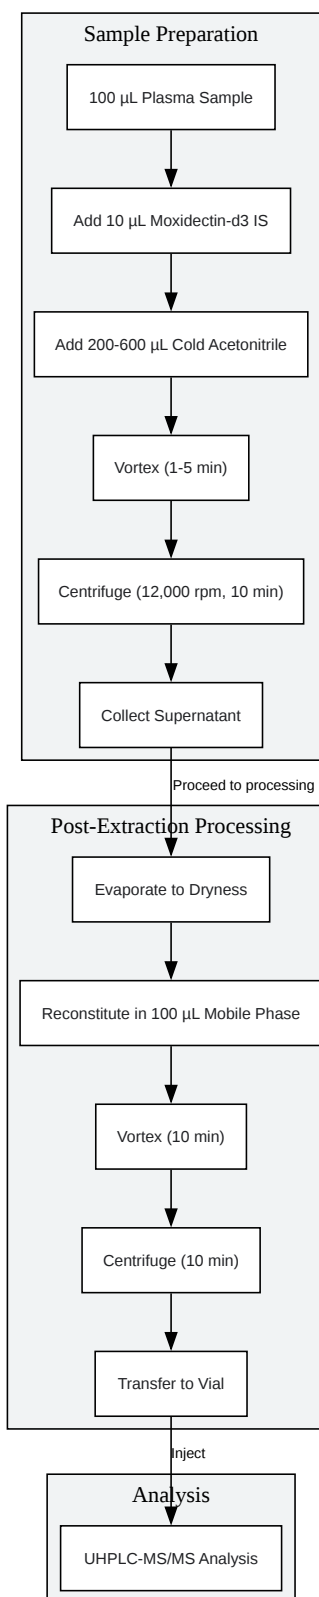 Sample Preparation
100 µL Plasma Sample
Add 10 µL Moxidectin-d3 IS
Add 200-600 µL Cold Acetonitrile
Vortex (1-5 min)
Centrifuge (12,000 rpm, 10 min)
Collect Supernatant
Proceed to processing
Post-Extraction Processing
Evaporate to Dryness
Reconstitute in 100 µL Mobile Phase
Vortex (10 min)
Centrifuge (10 min)
Transfer to Vial
Inject
Analysis
UHPLC-MS/MS Analysis